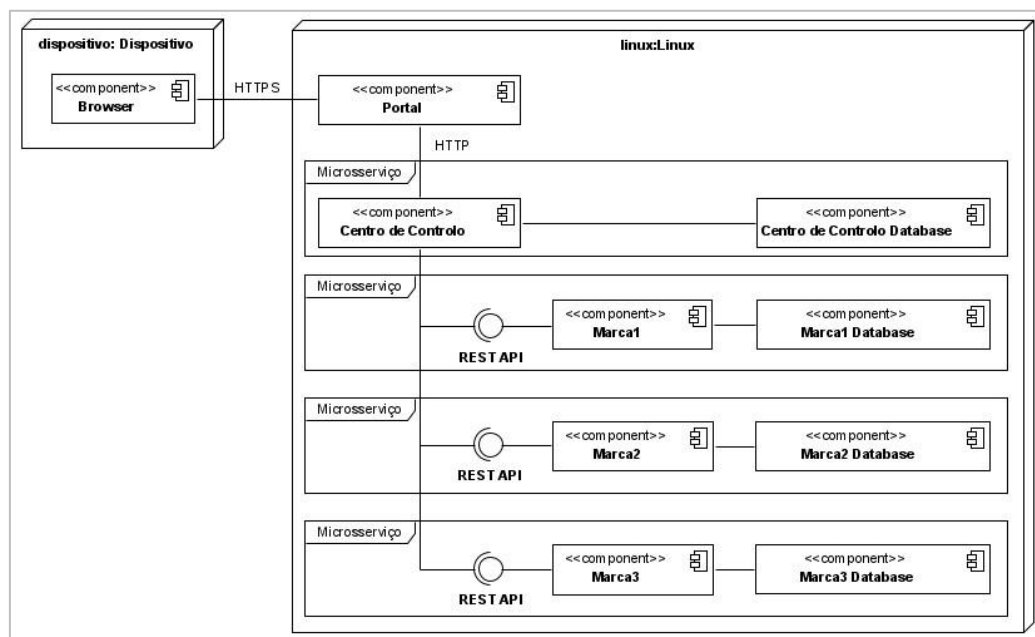 dispositivo: Dispositivo
<<component>>
Browser
HTTPS
linux:Linux
<<component>>
Portal
HTTP
Microsserviço
<<component>>
Centro de Controlo
<<component>>
Centro de Controlo Database
Microsserviço
REST API
<<component>>
Marca1
<<component>>
Marca1 Database
Microsserviço
REST API
<<component>>
Marca2
<<component>>
Marca2 Database
Microsserviço
REST API
<<component>>
Marca3
<<component>>
Marca3 Database